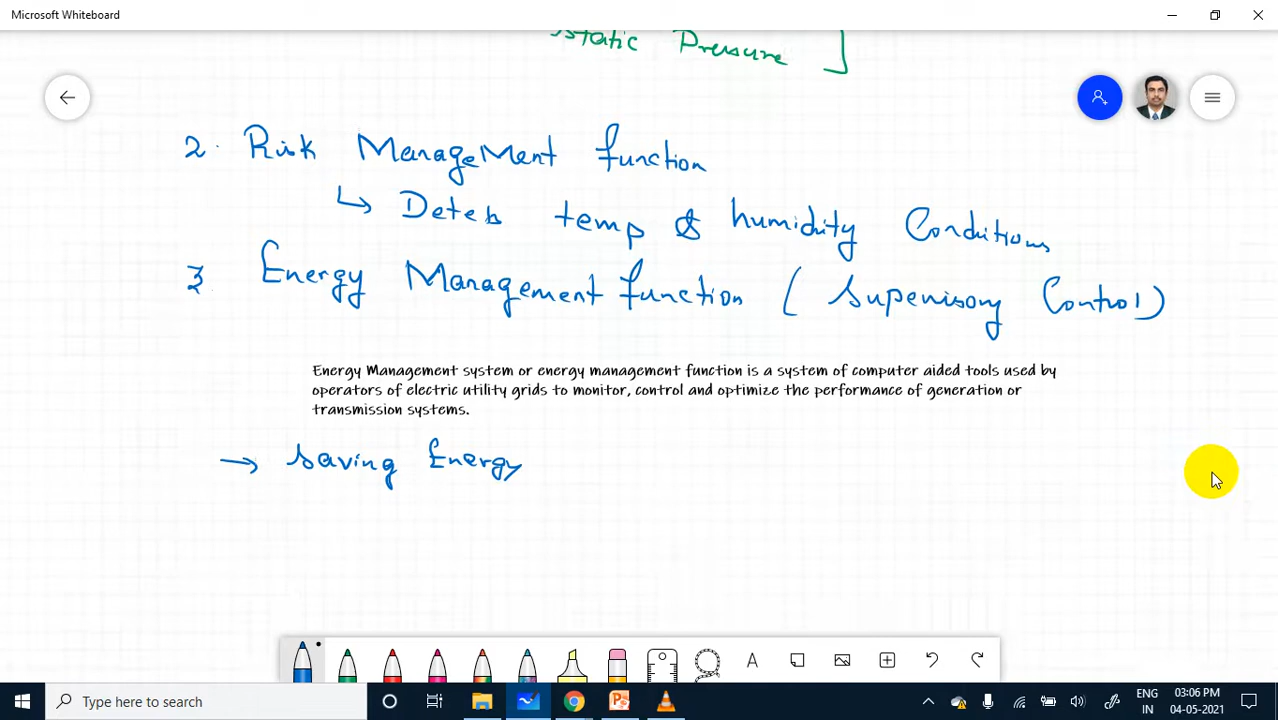 Microsoft Whiteboard
static Pressure ]
2. Risk Management function
↳ Detects temp & humidity Conditions
3. Energy Management function ( Supervisory Control)
Energy Management system or energy management function is a system of computer aided tools used by
operators of electric utility grids to monitor, control and optimize the performance of generation or
transmission systems.
→ Saving Energy
Type here to search
ENG
IN
03:06 PM
04-05-2021